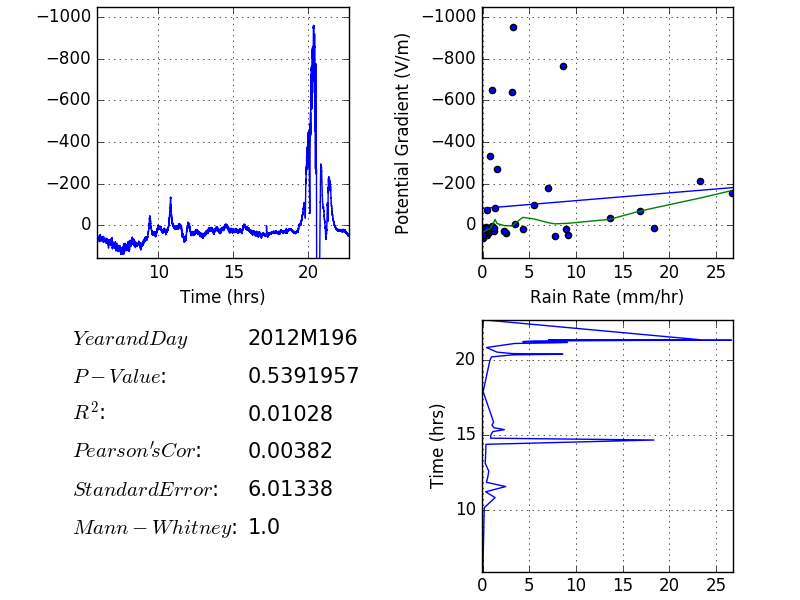 −1000
−800
−600
−400
−200
0
10 15 20
Time (hrs)
Potential Gradient (V/m)
−1000
−800
−600
−400
−200
0
0 5 10 15 20 25
Rain Rate (mm/hr)
YearandDay 2012M196
P−Value: 0.5391957
R²: 0.01028
Pearson'sCor: 0.00382
StandardError: 6.01338
Mann−Whitney: 1.0
Time (hrs)
20
15
10
0 5 10 15 20 25